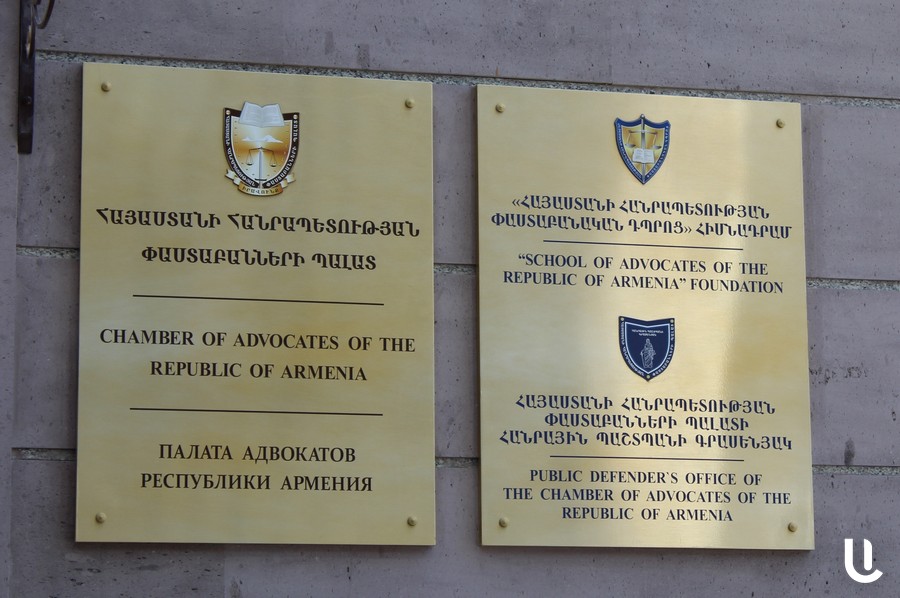 ՀԱՅԱՍՏԱՆԻ ՀԱՆՐԱՊԵՏՈՒԹՅԱՆ
ՓԱՍՏԱԲԱՆՆԵՐԻ ՊԱԼԱՏ
CHAMBER OF ADVOCATES OF THE
REPUBLIC OF ARMENIA
ПАЛАТА АДВОКАТОВ
РЕСПУБЛИКИ АРМЕНИЯ
«ՀԱՅԱՍՏԱՆԻ ՀԱՆՐԱՊԵՏՈՒԹՅԱՆ
ՓԱՍՏԱԲԱՆԱԿԱՆ ԴՊՐՈՑ» ՀԻՄՆԱԴՐԱՄ
“SCHOOL OF ADVOCATES OF THE
REPUBLIC OF ARMENIA” FOUNDATION
ՀԱՅԱՍՏԱՆԻ ՀԱՆՐԱՊԵՏՈՒԹՅԱՆ
ՓԱՍՏԱԲԱՆՆԵՐԻ ՊԱԼԱՏԻ
ՀԱՆՐԱՅԻՆ ՊԱՇՏՊԱՆԻ ԳՐԱՍԵՆՅԱԿ
PUBLIC DEFENDER`S OFFICE OF
THE CHAMBER OF ADVOCATES OF THE
REPUBLIC OF ARMENIA